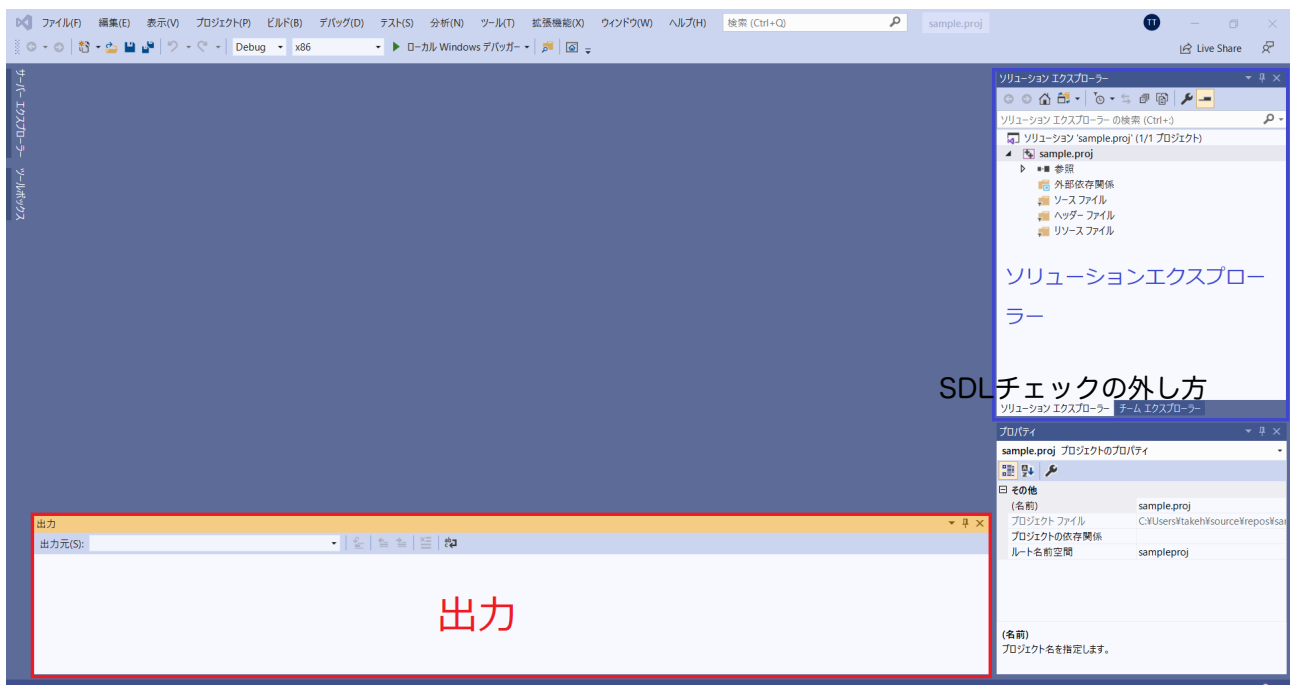 ファイル(F) 編集(E) 表示(V) プロジェクト(P) ビルド(B) デバッグ(D) テスト(S) 分析(N) ツール(T) 拡張機能(X) ウィンドウ(W) ヘルプ(H) 検索 (Ctrl+Q) sample.proj TT
Debug x86 ローカル Windows デバッガー Live Share
サーバー エクスプローラー
ツールボックス
ソリューション エクスプローラー
ソリューション エクスプローラー の検索 (Ctrl+:)
ソリューション 'sample.proj' (1/1 プロジェクト)
sample.proj
参照
外部依存関係
ソース ファイル
ヘッダー ファイル
リソース ファイル
ソリューションエクスプロー
ラー
SDLチェックの外し方
ソリューション エクスプローラー チーム エクスプローラー
プロパティ
sample.proj プロジェクトのプロパティ
その他
(名前) sample.proj
プロジェクト ファイル C:¥Users¥takeh¥source¥repos¥sar
プロジェクトの依存関係
ルート名前空間 sampleproj
(名前)
プロジェクト名を指定します。
出力
出力元(S):
出力